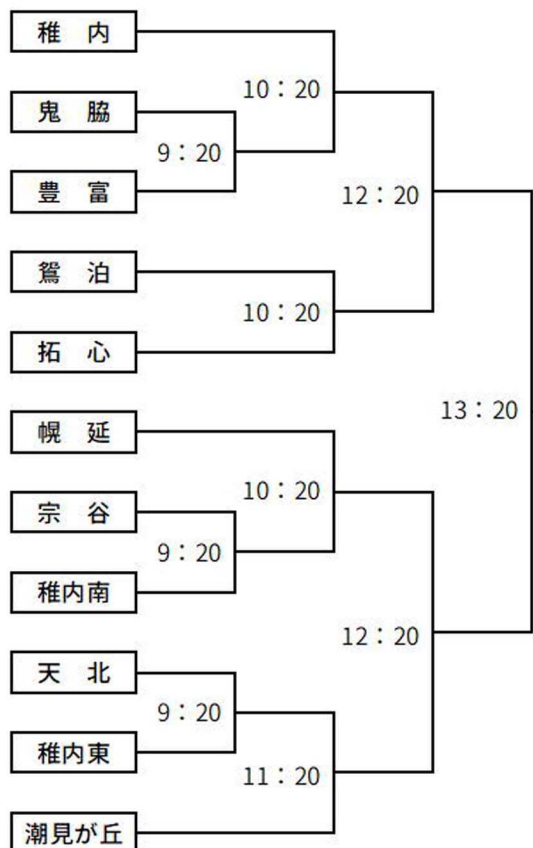 稚 内
10：20
鬼 脇
9：20
豊 富
12：20
鴛 泊
10：20
拓 心
13：20
幌 延
10：20
宗 谷
9：20
稚内南
12：20
天 北
9：20
稚内東
11：20
潮見が丘